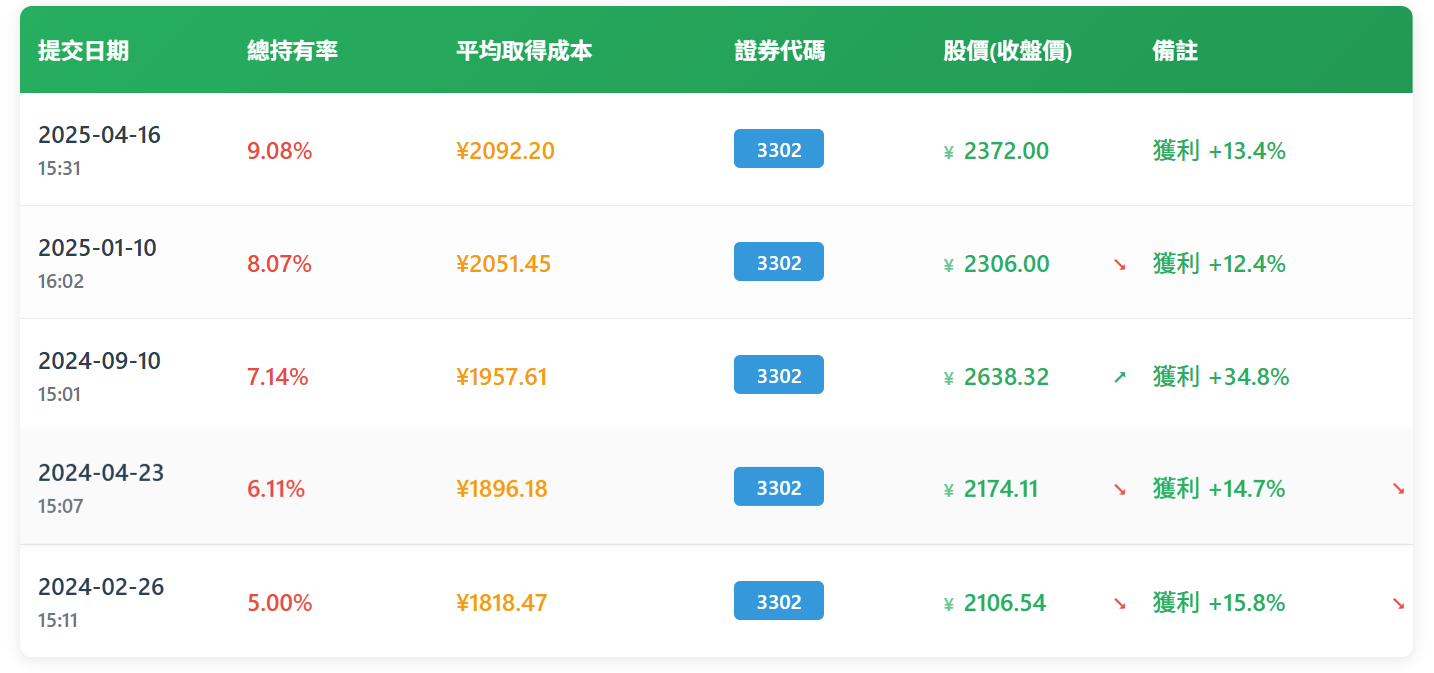 提交日期 總持有率 平均取得成本 證券代碼 股價(收盤價) 備註
2025-04-16
15:31
9.08% ¥2092.20 3302 ¥ 2372.00 獲利 +13.4%
2025-01-10
16:02
8.07% ¥2051.45 3302 ¥ 2306.00 ↘ 獲利 +12.4%
2024-09-10
15:01
7.14% ¥1957.61 3302 ¥ 2638.32 ↗ 獲利 +34.8%
2024-04-23
15:07
6.11% ¥1896.18 3302 ¥ 2174.11 ↘ 獲利 +14.7% ↘
2024-02-26
15:11
5.00% ¥1818.47 3302 ¥ 2106.54 ↘ 獲利 +15.8% ↘